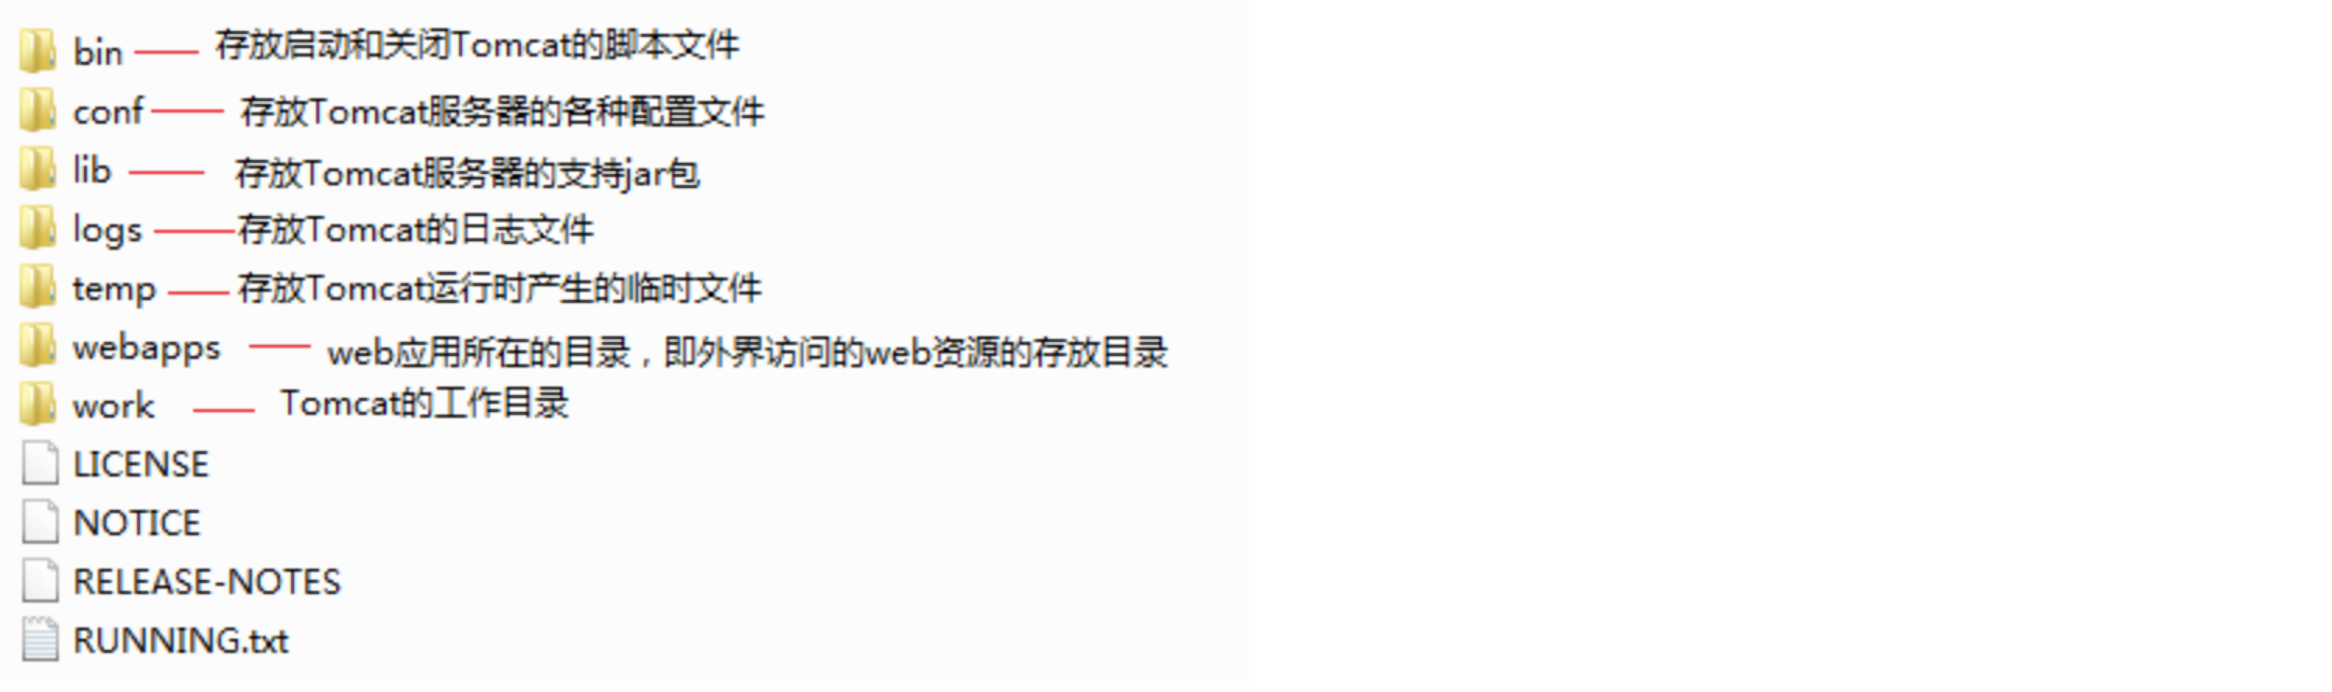 bin 存放启动和关闭Tomcat的脚本文件
conf 存放Tomcat服务器的各种配置文件
lib 存放Tomcat服务器的支持jar包
logs 存放Tomcat的日志文件
temp 存放Tomcat运行时产生的临时文件
webapps web应用所在的目录，即外界访问的web资源的存放目录
work Tomcat的工作目录
LICENSE
NOTICE
RELEASE-NOTES
RUNNING.txt